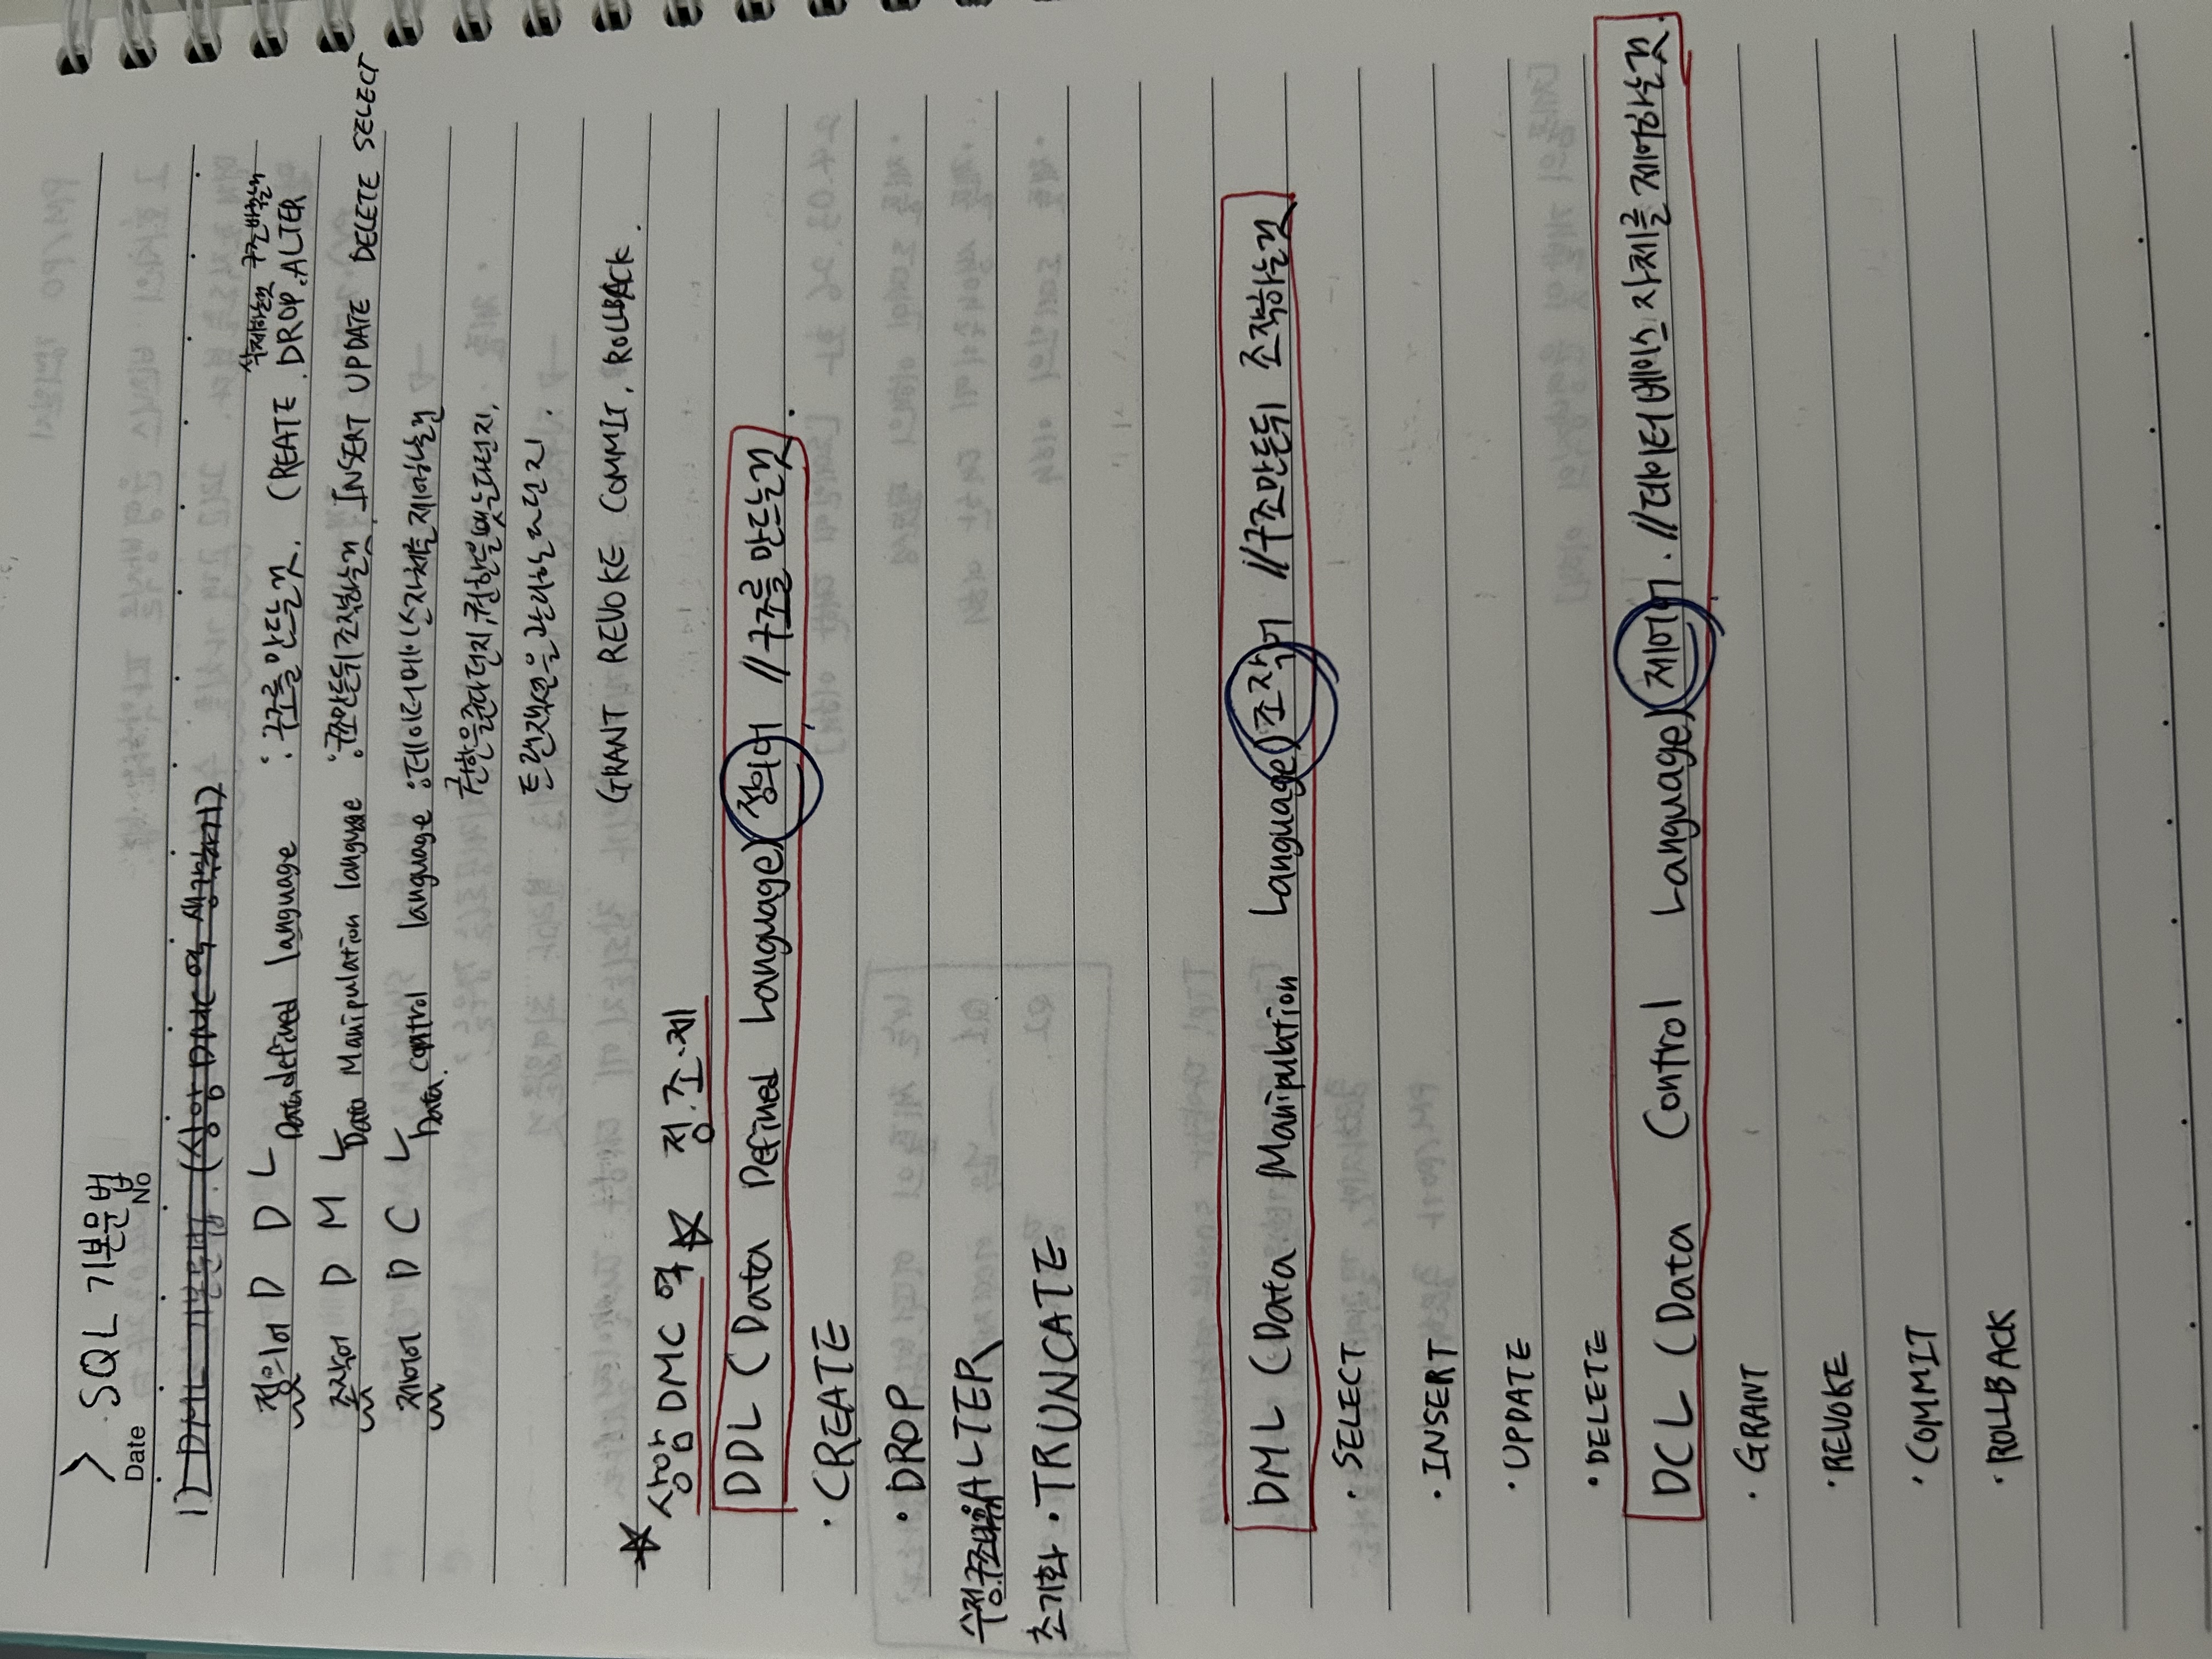 > SQL 기본문법
Date No
1) DML 기본문법. (상암 DMC 역 생각하기)
삭제하는것 구조바꾸는거
정의어 D D L Data defined language : 구조를 만드는것. CREATE. DROP. ALTER
조작어 D M L Data Manipulation language : 구조만든뒤 조작하는것. INSERT UPDATE DELETE SELECT
제어어 D C L Data. control language : 데이터베이스자체를 제어하는것
권한을준다던지, 권한을뺏는다던지,
트랜잭션을 관리한다던지.
GRANT REVOKE COMMIT, ROLLBACK.
☆ 상암 DMC 역 ☆ 정.조.제
DDL (Data Defined Language) 정의어, //구조를 만드는것.
· CREATE
· DROP
수정.구조바꿈 ALTER
초기화 · TRUNCATE
DML (Data Manipulation Language) 조작어 //구조만든뒤 조작하는것
· SELECT
· INSERT
· UPDATE
· DELETE
DCL (Data Control Language) 제어어. //데이터베이스 자체를 제어하는것.
· GRANT
· REVOKE
· COMMIT
· ROLLBACK